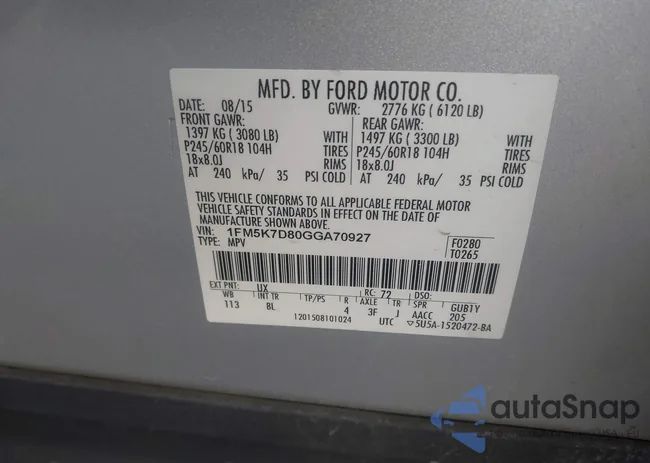 MFD. BY FORD MOTOR CO.
DATE: 08/15 GVWR: 2776 KG ( 6120 LB)
FRONT GAWR: REAR GAWR:
1397 KG ( 3080 LB) WITH 1497 KG ( 3300 LB) WITH
P245/60R18 104H TIRES P245/60R18 104H TIRES
18x8.0J RIMS 18x8.0J RIMS
AT 240 kPa/ 35 PSI COLD AT 240 kPa/ 35 PSI COLD
THIS VEHICLE CONFORMS TO ALL APPLICABLE FEDERAL MOTOR
VEHICLE SAFETY STANDARDS IN EFFECT ON THE DATE OF
MANUFACTURE SHOWN ABOVE.
VIN: 1FM5K7D80GGA70927 F0280
TYPE: MPV T0265
EXT PNT: UX RC: 72 DSO:
WB INT TR TP/PS R AXLE TR SPR GUB1Y
113 BL 4 3F J AACC 205
1201508101024 UTC ▽5U5A-1520472-BA
autoSnap